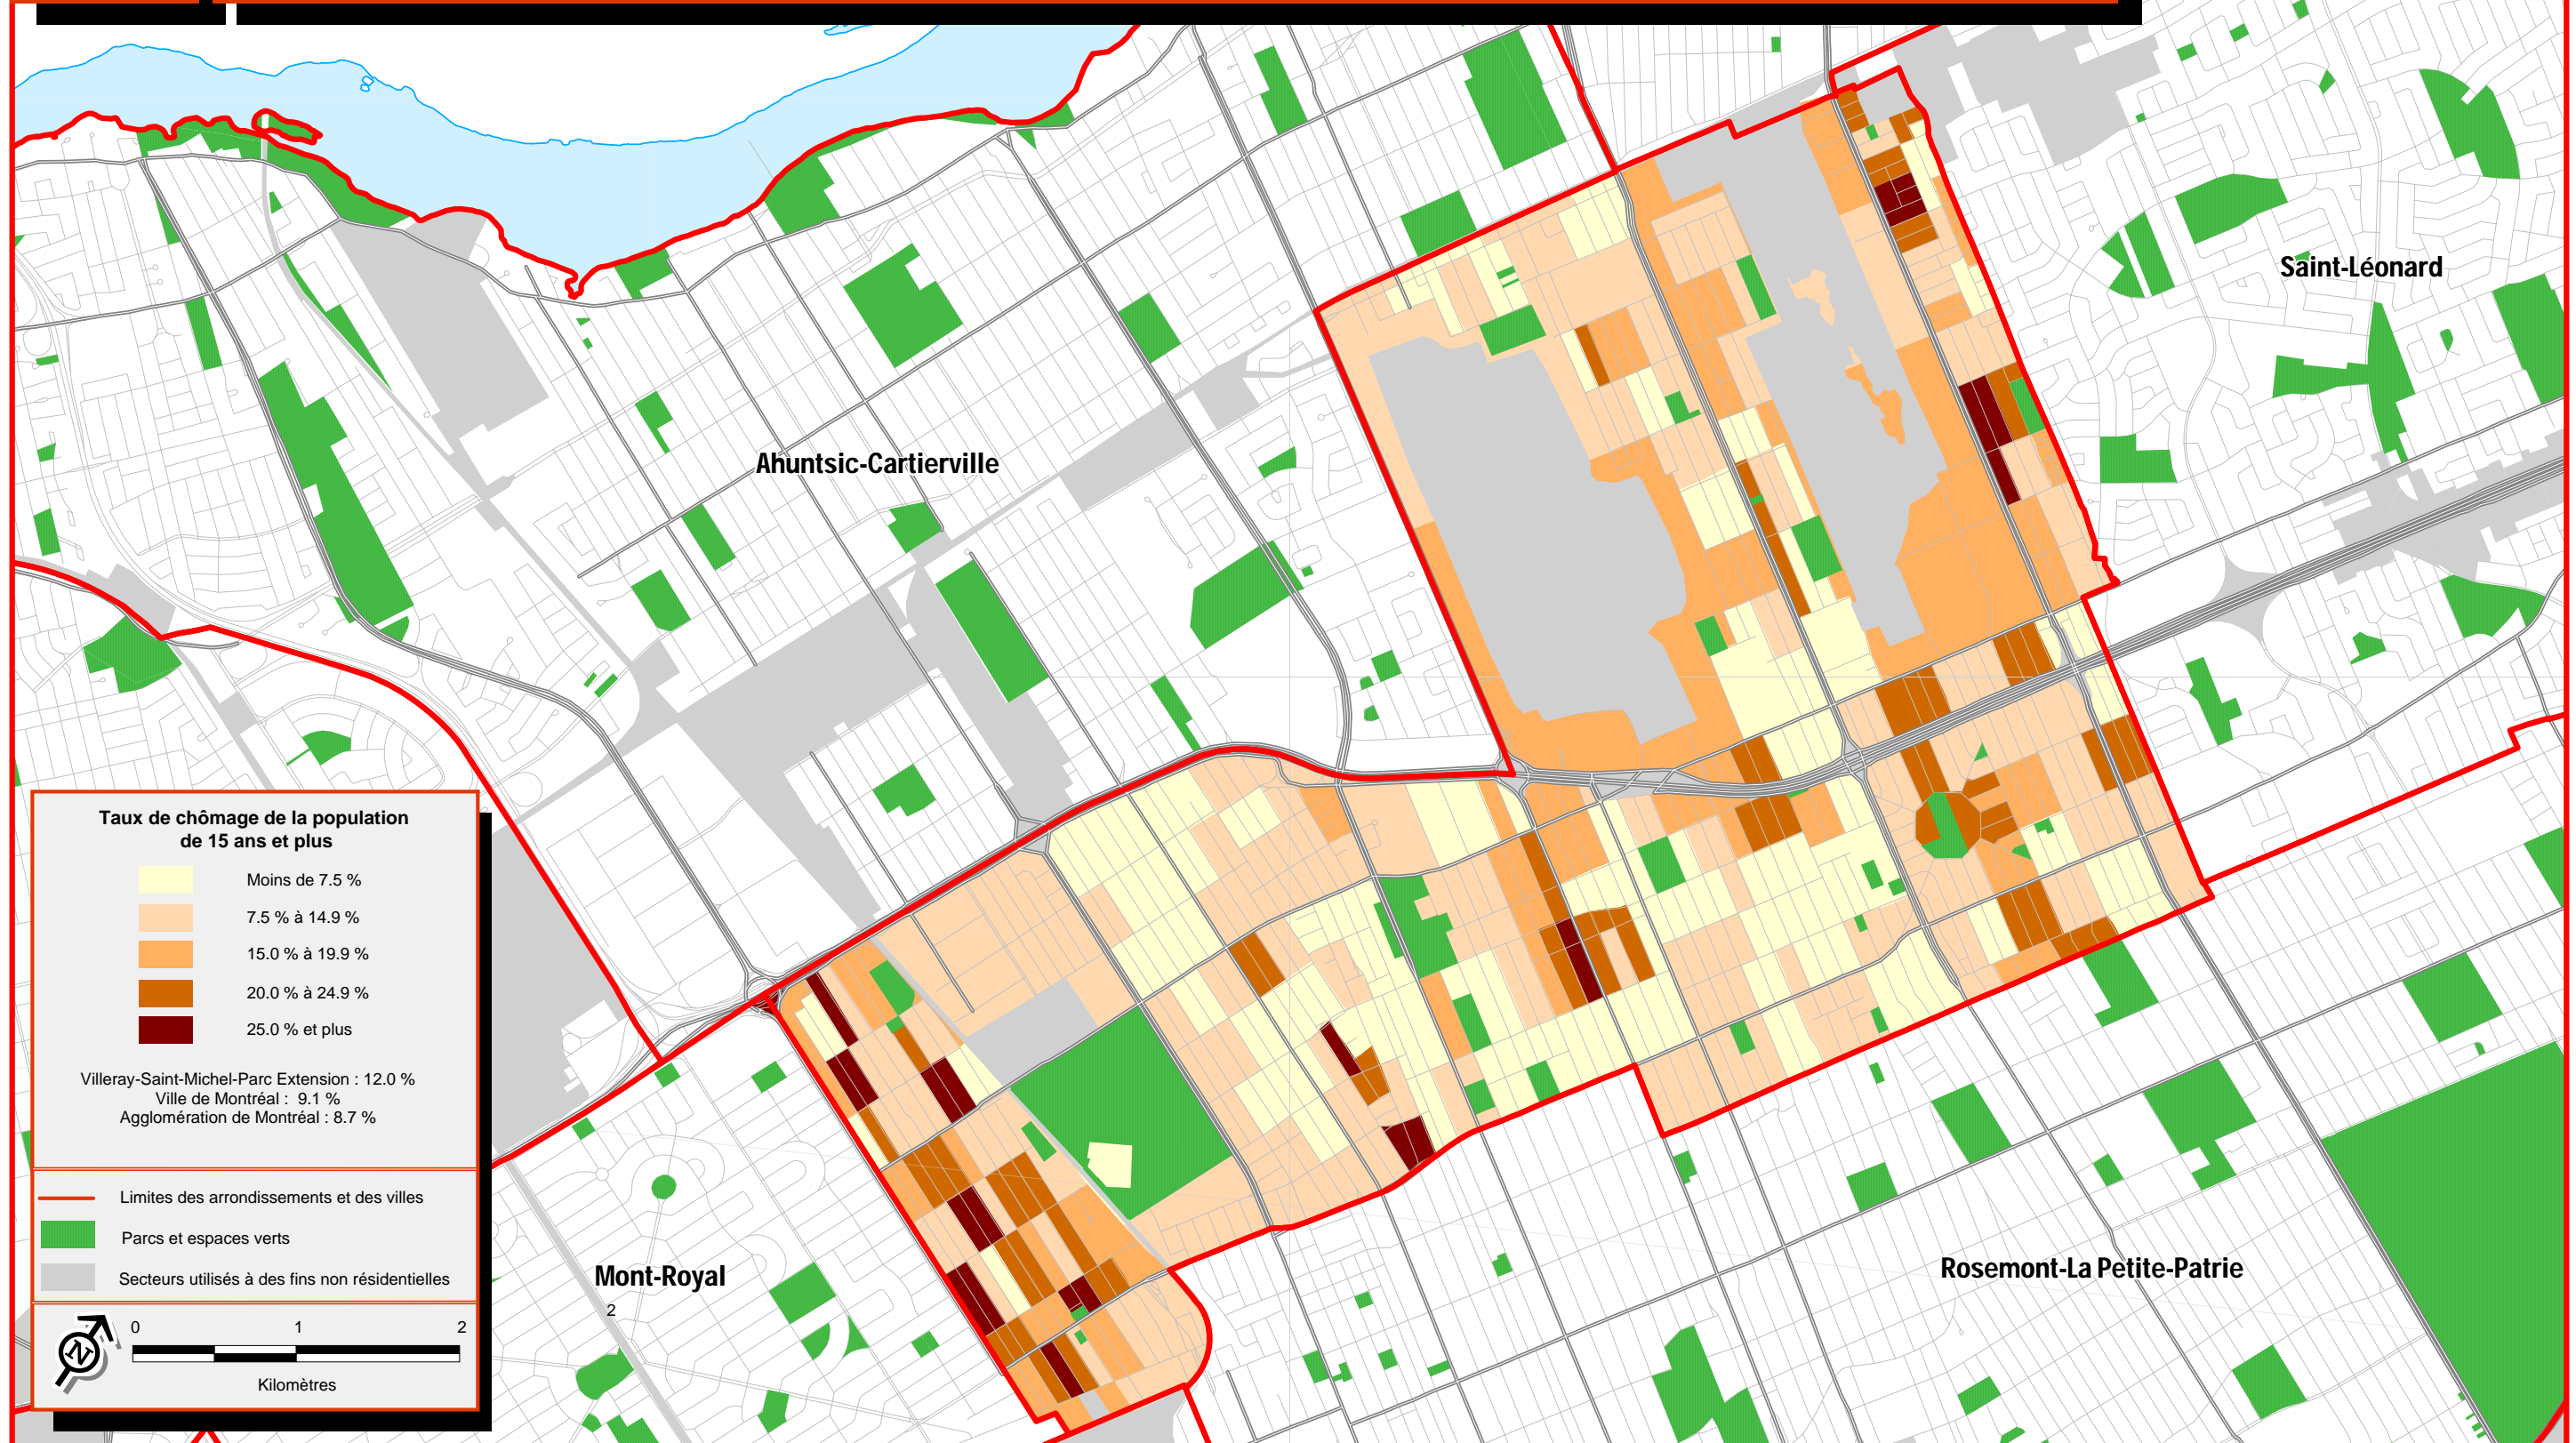 Saint-Léonard
Ahuntsic-Cartierville
Mont-Royal
2
Rosemont-La Petite-Patrie
Taux de chômage de la population
de 15 ans et plus
Moins de 7.5 %
7.5 % à 14.9 %
15.0 % à 19.9 %
20.0 % à 24.9 %
25.0 % et plus
Villeray-Saint-Michel-Parc Extension : 12.0 %
Ville de Montréal : 9.1 %
Agglomération de Montréal : 8.7 %
Limites des arrondissements et des villes
Parcs et espaces verts
Secteurs utilisés à des fins non résidentielles
N
0 1 2
Kilomètres